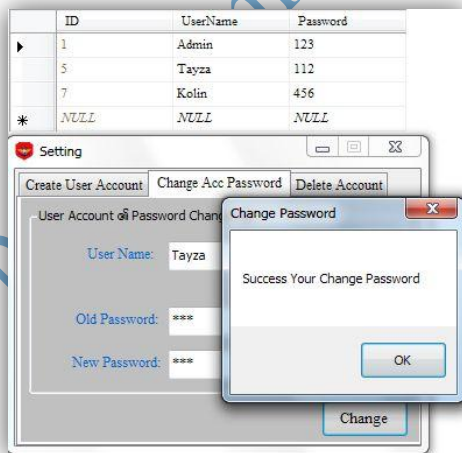 ID UserName Password
1 Admin 123
5 Tayza 112
7 Kolin 456
NULL NULL NULL
Setting
Create User Account Change Acc Password Delete Account
User Account ၏ Password Chang
Change Password
User Name: Tayza
Success Your Change Password
Old Password: ***
New Password: ***
OK
Change